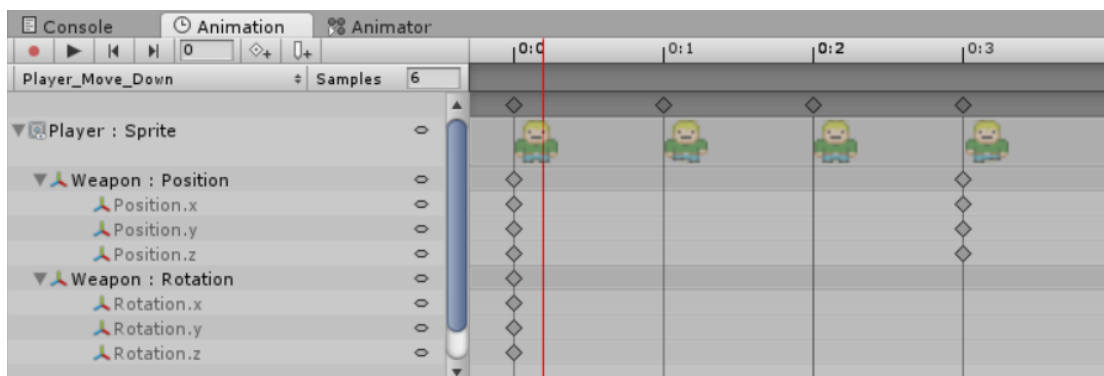 Console Animation Animator
0 0:0 0:1 0:2 0:3
Player_Move_Down Samples 6
Player : Sprite
Weapon : Position
Position.x
Position.y
Position.z
Weapon : Rotation
Rotation.x
Rotation.y
Rotation.z